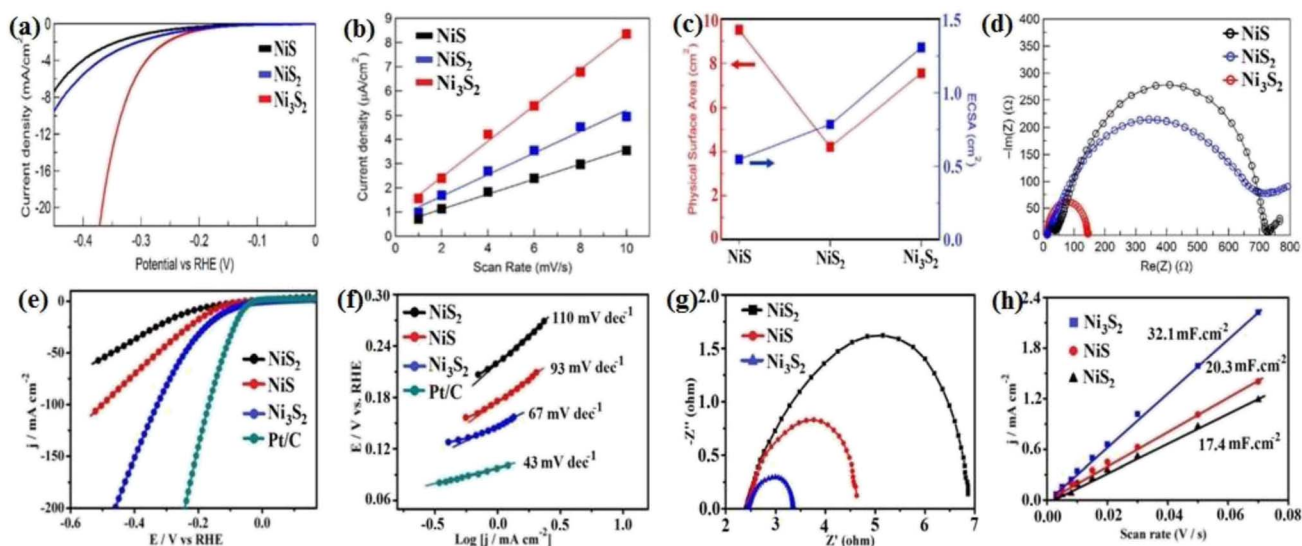 (a)
0
-4
-8
-12
-16
-20
Current density (mA/cm²)
-0.4
-0.3
-0.2
-0.1
0
Potential vs RHE (V)
NiS
NiS₂
Ni₃S₂
(b)
9
8
7
6
5
4
3
2
1
0
Current density (µA/cm²)
0
2
4
6
8
10
Scan Rate (mV/s)
NiS
NiS₂
Ni₃S₂
(c)
10
8
6
4
2
0
Physical Surface Area (cm²)
1.5
1.0
0.5
0.0
ECSA (cm²)
NiS
NiS₂
Ni₃S₂
(d)
400
350
300
250
200
150
100
50
0
–Im(Z) (Ω)
0
100
200
300
400
500
600
700
800
Re(Z) (Ω)
NiS
NiS₂
Ni₃S₂
(e)
0
-50
-100
-150
-200
j / mA cm⁻²
-0.6
-0.4
-0.2
0.0
E / V vs RHE
NiS₂
NiS
Ni₃S₂
Pt/C
(f)
0.30
0.24
0.18
0.12
0.06
E / V vs. RHE
-0.5
0.0
0.5
1.0
Log [j / mA cm⁻²]
110 mV dec⁻¹
93 mV dec⁻¹
67 mV dec⁻¹
43 mV dec⁻¹
(g)
-2.0
-1.5
-1.0
-0.5
0.0
-Z'' (ohm)
2
3
4
5
6
7
8
Z' (ohm)
NiS₂
NiS
Ni₃S₂
(h)
2.4
1.8
1.2
0.6
0.0
j / mA cm⁻²
0.00
0.02
0.04
0.06
0.08
Scan rate (V / s)
Ni₃S₂
NiS
NiS₂
32.1 mF.cm⁻²
20.3 mF.cm⁻²
17.4 mF.cm⁻²